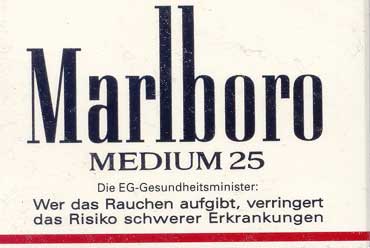 Marlboro
MEDIUM 25
Die EG-Gesundheitsminister:
Wer das Rauchen aufgibt, verringert
das Risiko schwerer Erkrankungen